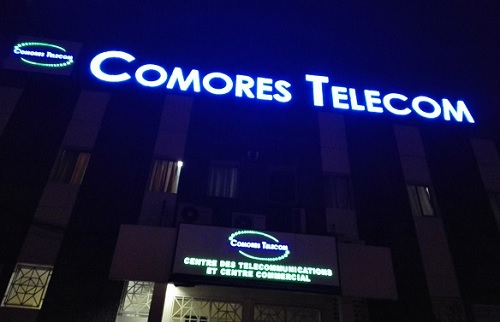 COMORES TELECOM
COMORES TELECOM
COMORES TELECOM
CENTRE DES TELECOMMUNICATIONS
ET CENTRE COMMERCIAL